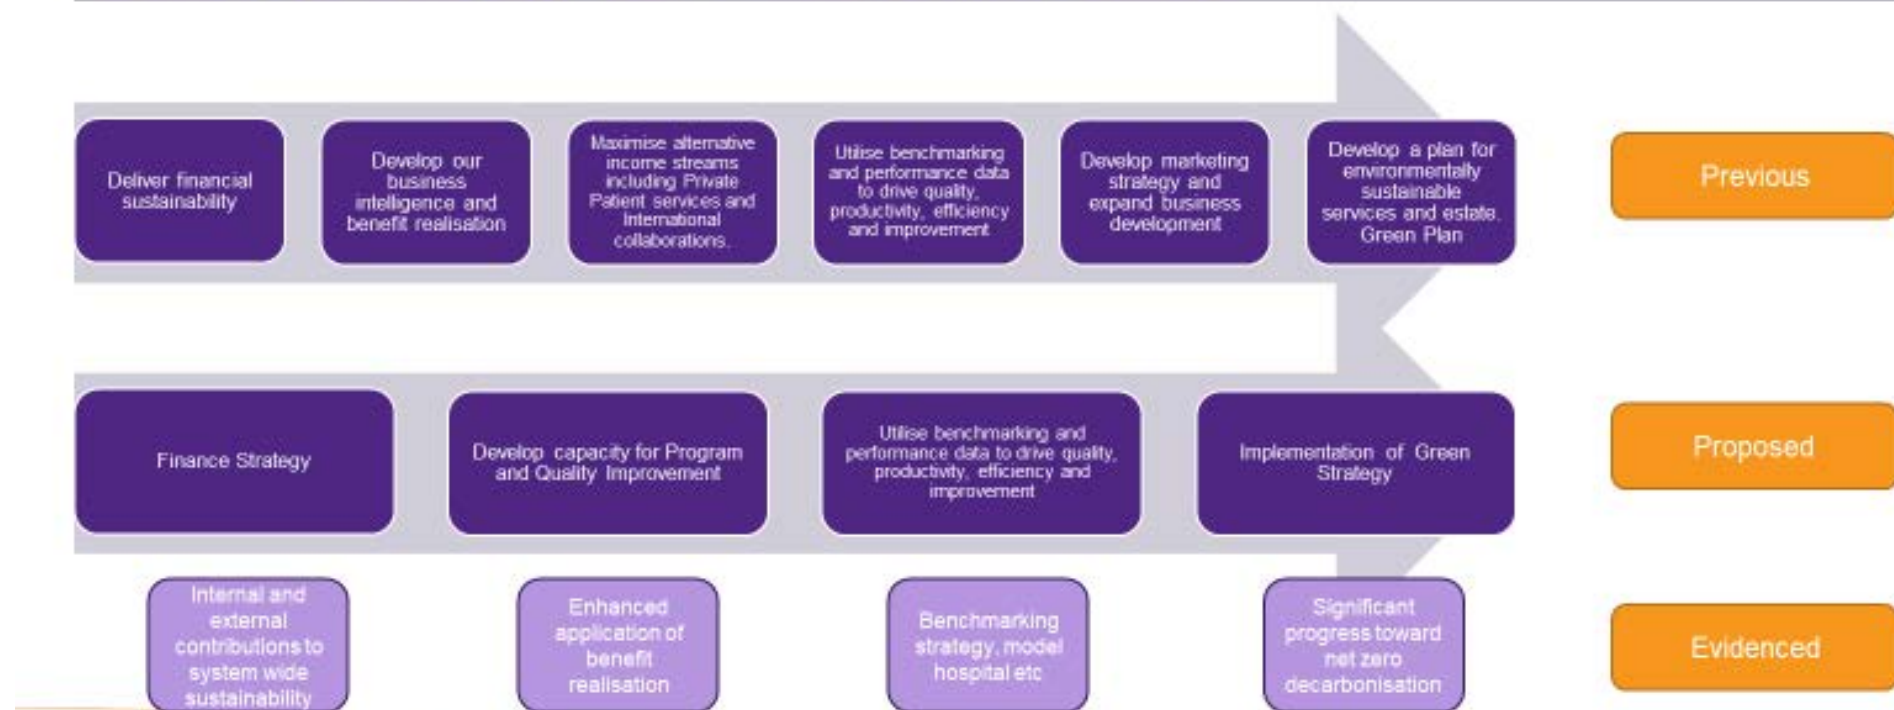 Deliver financial
sustainability
Develop our
business
intelligence and
benefit realisation
Maximise alternative
income streams
including Private
Patient services and
International
collaborations.
Utilise benchmarking
and performance data
to drive quality,
productivity, efficiency
and improvement
Develop marketing
strategy and
expand business
development
Develop a plan for
environmentally
sustainable
services and estate.
Green Plan
Previous
Finance Strategy
Develop capacity for Program
and Quality Improvement
Utilise benchmarking and
performance data to drive quality,
productivity, efficiency and
improvement
Implementation of Green
Strategy
Proposed
Internal and
external
contributions to
system wide
sustainability
Enhanced
application of
benefit
realisation
Benchmarking
strategy, model
hospital etc
Significant
progress toward
net zero
decarbonisation
Evidenced